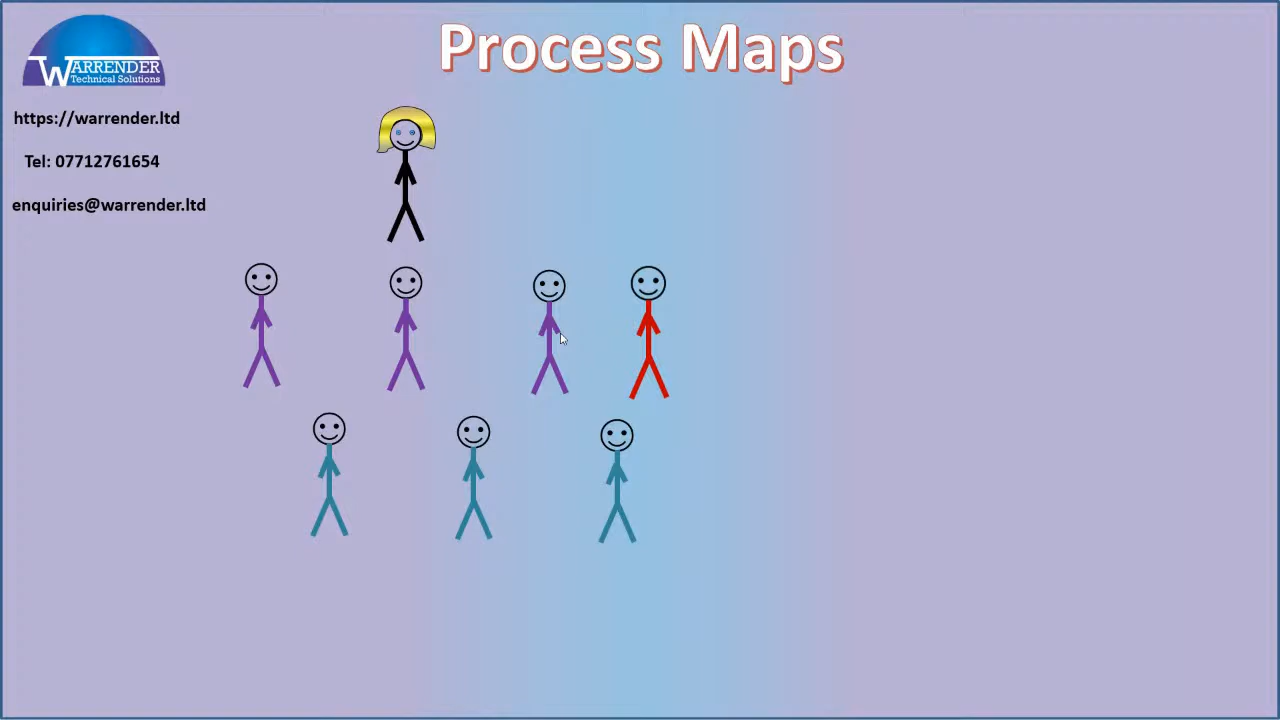 Process Maps
WARRENDER
Technical Solutions
https://warrender.ltd
Tel: 07712761654
enquiries@warrender.ltd